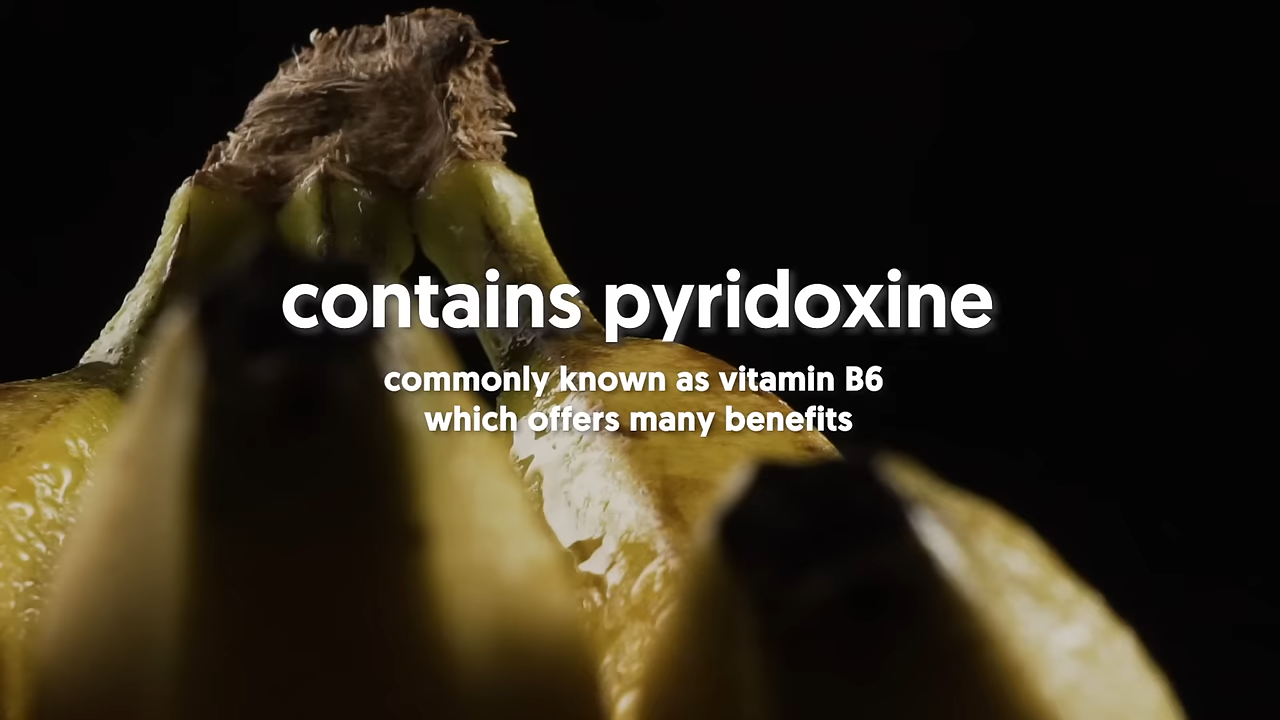 contains pyridoxine
commonly known as vitamin B6
which offers many benefits